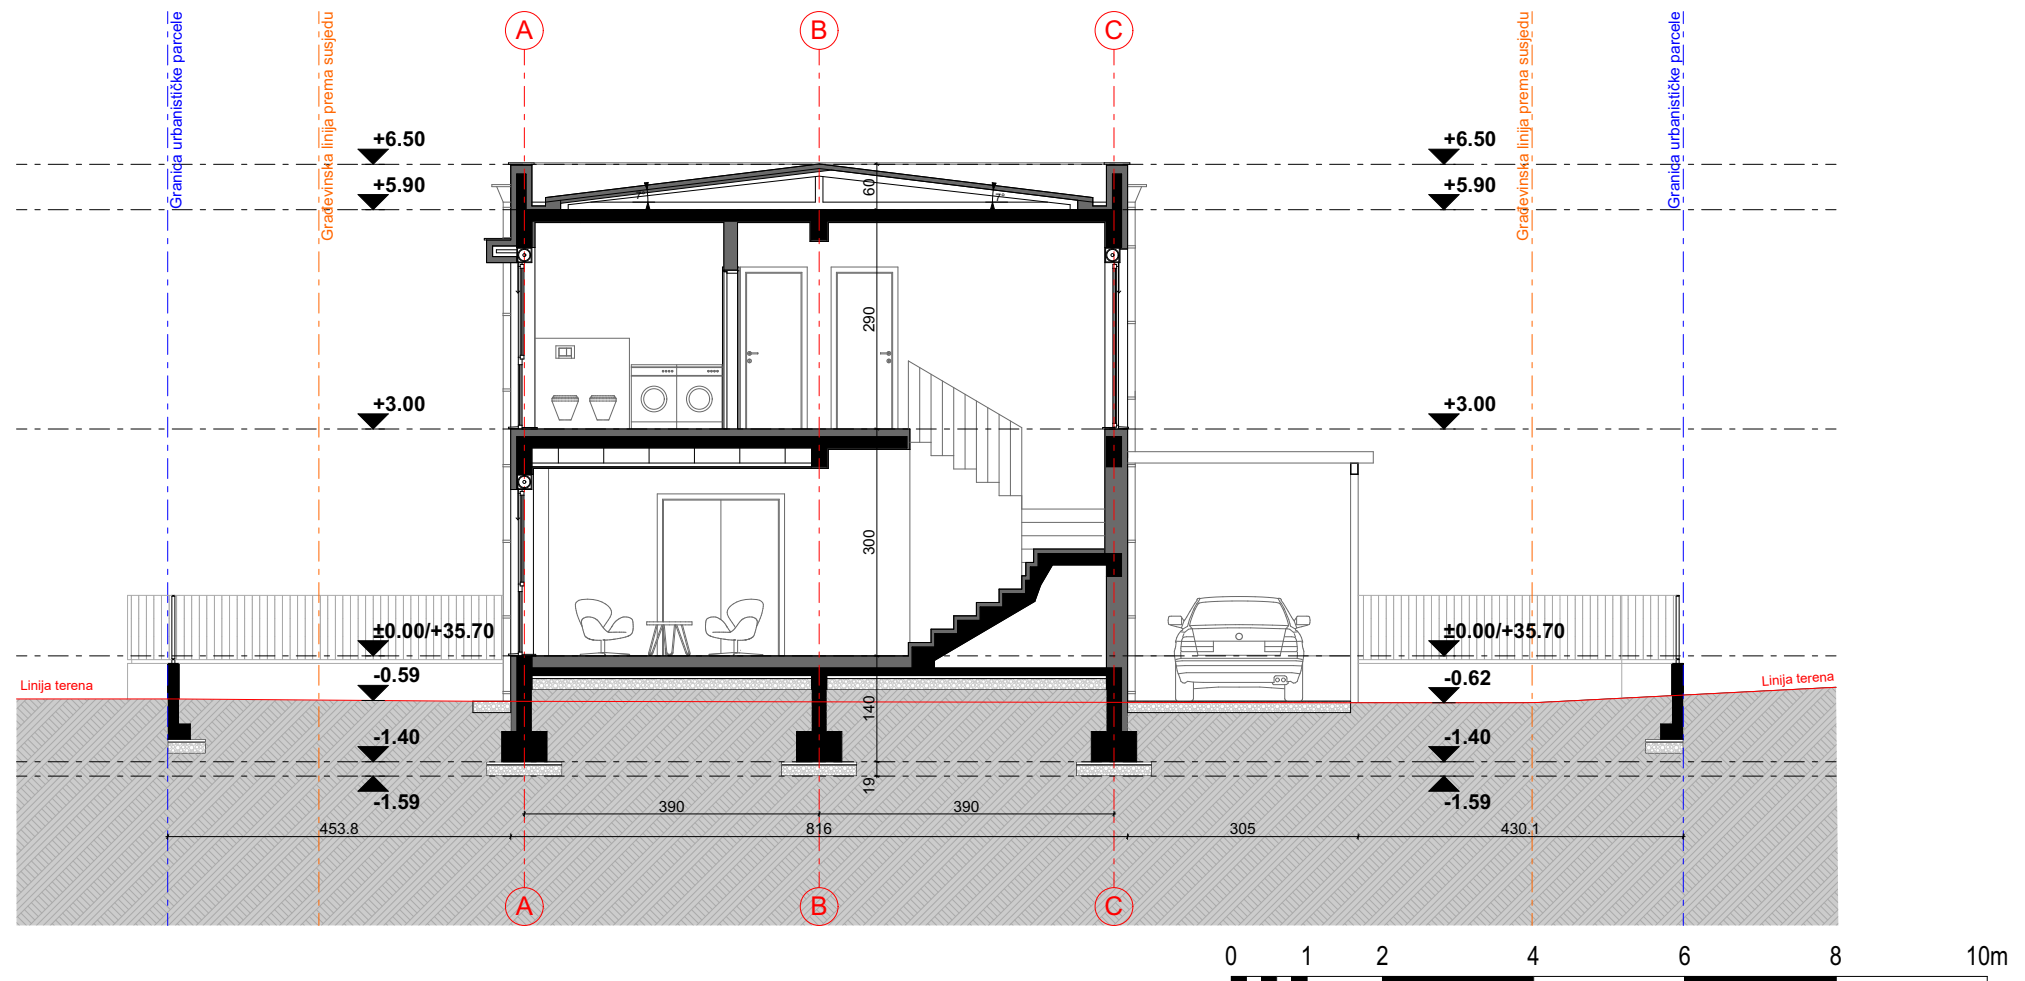 A
B
C
Granica urbanističke parcele
Građevinska linija prema susjedu
Građevinska linija prema susjedu
Granica urbanističke parcele
+6.50
+6.50
+5.90
+5.90
60
7°
7°
290
+3.00
+3.00
300
±0.00/+35.70
±0.00/+35.70
-0.59
-0.62
Linija terena
Linija terena
140
-1.40
-1.40
19
-1.59
-1.59
390
390
453.8
816
305
430.1
A
B
C
0 1 2 4 6 8 10m